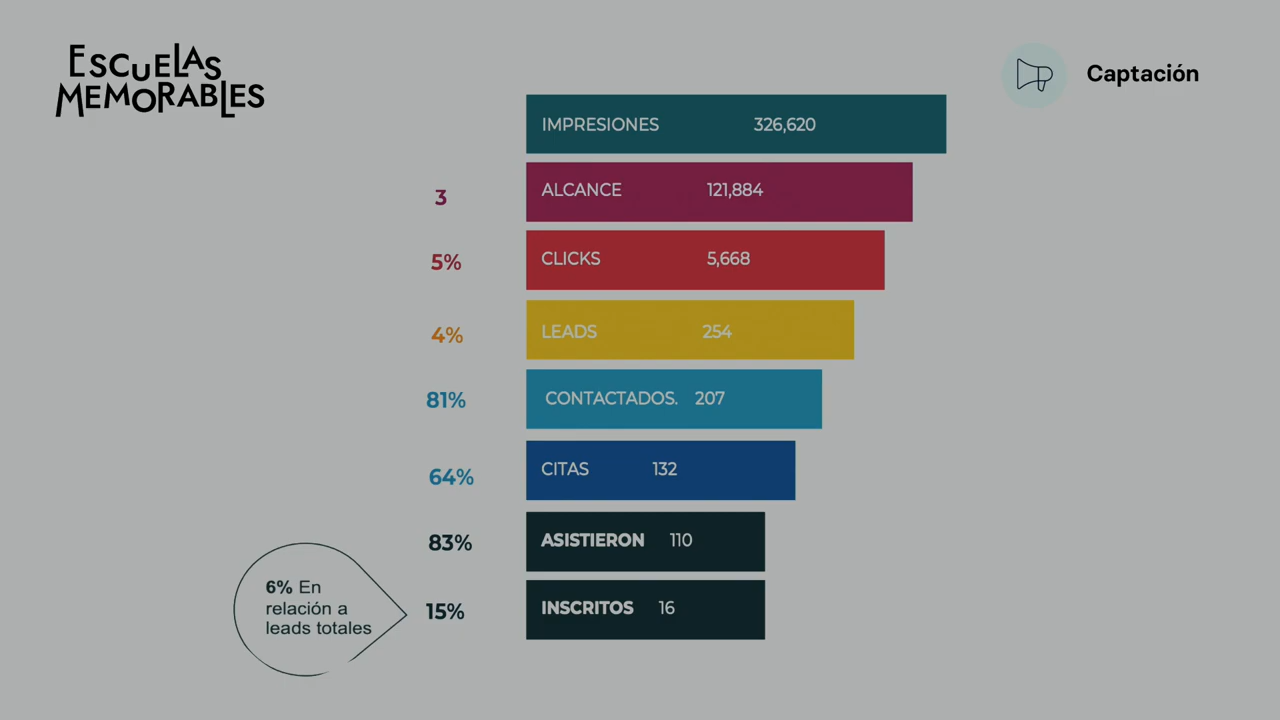 ESCUELAS
MEMORABLES
Captación
IMPRESIONES 326,620
3 ALCANCE 121,884
5% CLICKS 5,668
4% LEADS 254
81% CONTACTADOS. 207
64% CITAS 132
83% ASISTIERON 110
15% INSCRITOS 16
6% En
relación a
leads totales